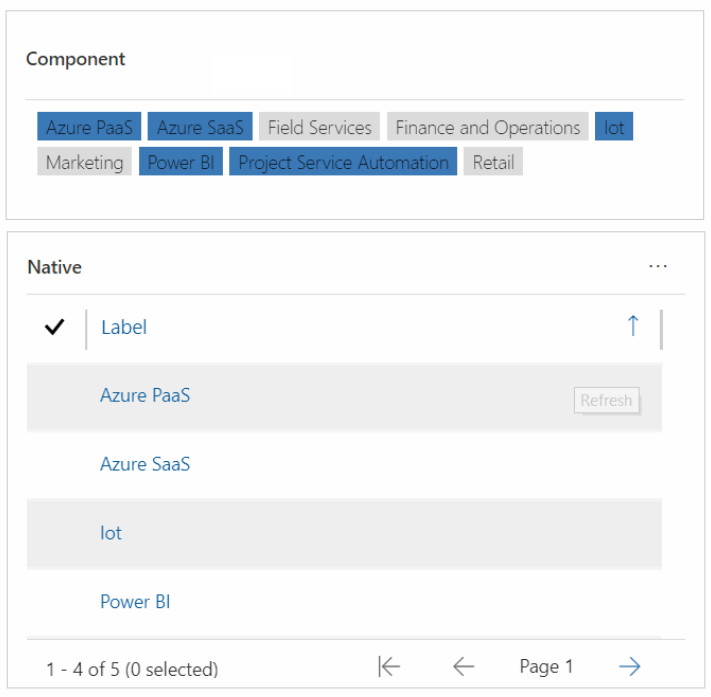 Component
Azure PaaS Azure SaaS Field Services Finance and Operations Iot
Marketing Power BI Project Service Automation Retail
Native ...
Label
Azure PaaS Refresh
Azure SaaS
Iot
Power BI
1 - 4 of 5 (0 selected) Page 1